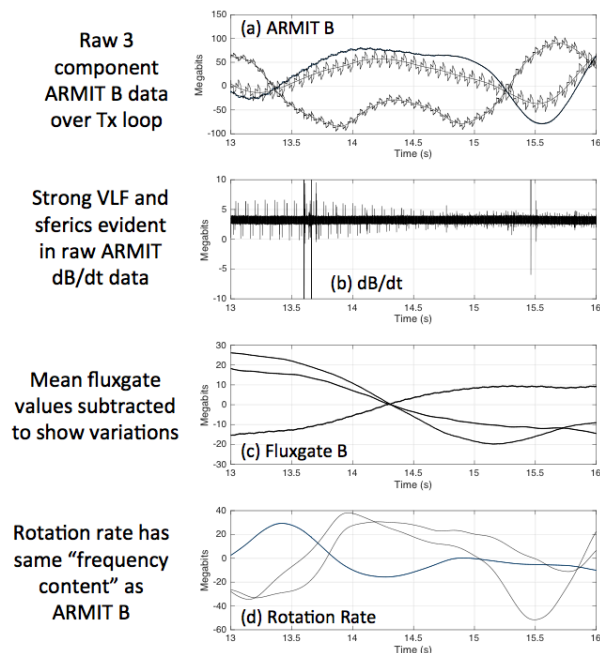 Raw 3
component
ARMIT B data
over Tx loop
(a) ARMIT B
Megabits
150
100
50
0
-50
-100
13 13.5 14 14.5 15 15.5 16
Time (s)
Strong VLF and
sferics evident
in raw ARMIT
dB/dt data
Megabits
10
5
0
-5
-10
(b) dB/dt
13 13.5 14 14.5 15 15.5 16
Time (s)
Mean fluxgate
values subtracted
to show variations
Megabits
30
20
10
0
-10
-20
-30
(c) Fluxgate B
13 13.5 14 14.5 15 15.5 16
Time (s)
Rotation rate has
same “frequency
content” as
ARMIT B
Megabits
40
20
0
-20
-40
-60
(d) Rotation Rate
13 13.5 14 14.5 15 15.5 16
Time (s)